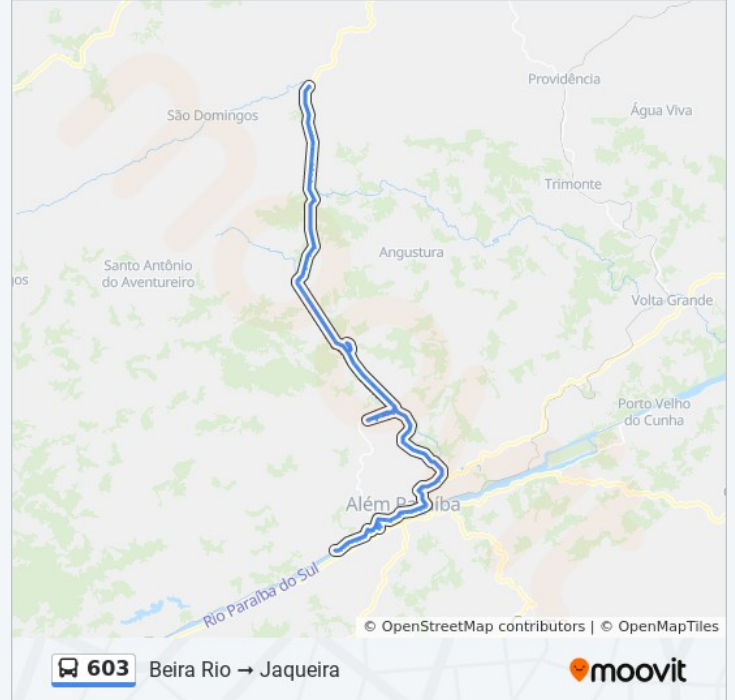 Providência
São Domingos
Água Viva
Trimonte
Angustura
Santo Antônio
do Aventureiro
os
Volta Grande
Porto Velho
do Cunha
Além Paraíba
Rio Paraíba do Sul
© OpenStreetMap contributors | © OpenMapTiles
603 Beira Rio → Jaqueira
moovit